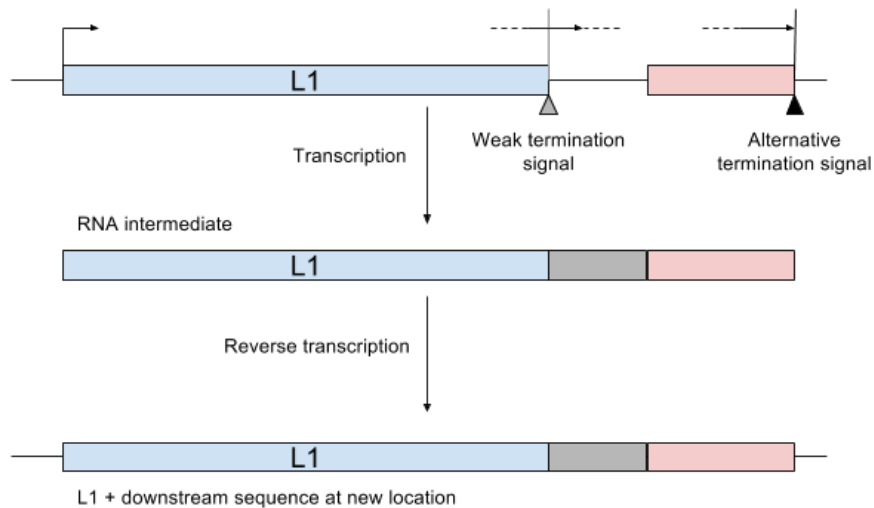 L1
Weak termination
signal
Alternative
termination signal
Transcription
RNA intermediate
L1
Reverse transcription
L1
L1 + downstream sequence at new location